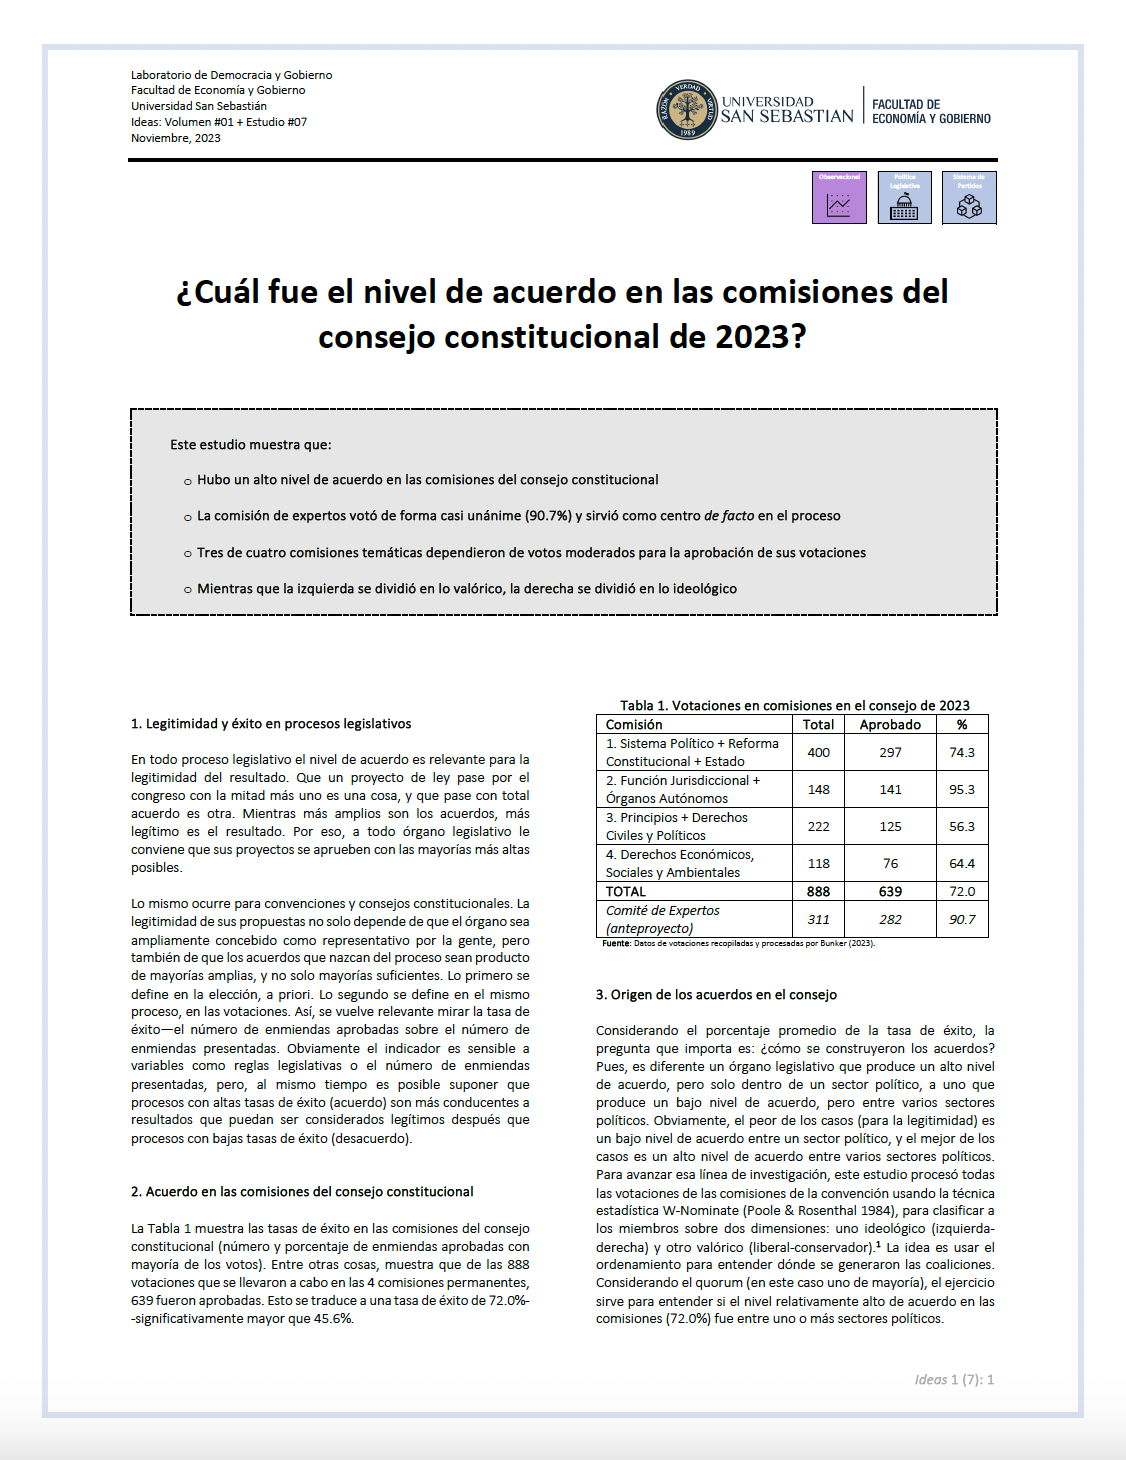 Laboratorio de Democracia y Gobierno
Facultad de Economía y Gobierno
Universidad San Sebastián
Ideas: Volumen #01 + Estudio #07
Noviembre, 2023
RAZÓN · VERDAD · VIRTUD
1989
UNIVERSIDAD
SAN SEBASTIAN
FACULTAD DE
ECONOMÍA Y GOBIERNO
Observacional
Política
Legislativa
Sistema de
Partidos
¿Cuál fue el nivel de acuerdo en las comisiones del
consejo constitucional de 2023?
Este estudio muestra que:
o Hubo un alto nivel de acuerdo en las comisiones del consejo constitucional
o La comisión de expertos votó de forma casi unánime (90.7%) y sirvió como centro de facto en el proceso
o Tres de cuatro comisiones temáticas dependieron de votos moderados para la aprobación de sus votaciones
o Mientras que la izquierda se dividió en lo valórico, la derecha se dividió en lo ideológico
1. Legitimidad y éxito en procesos legislativos
En todo proceso legislativo el nivel de acuerdo es relevante para la
legitimidad del resultado. Que un proyecto de ley pase por el
congreso con la mitad más uno es una cosa, y que pase con total
acuerdo es otra. Mientras más amplios son los acuerdos, más
legítimo es el resultado. Por eso, a todo órgano legislativo le
conviene que sus proyectos se aprueben con las mayorías más altas
posibles.
Lo mismo ocurre para convenciones y consejos constitucionales. La
legitimidad de sus propuestas no solo depende de que el órgano sea
ampliamente concebido como representativo por la gente, pero
también de que los acuerdos que nazcan del proceso sean producto
de mayorías amplias, y no solo mayorías suficientes. Lo primero se
define en la elección, a priori. Lo segundo se define en el mismo
proceso, en las votaciones. Así, se vuelve relevante mirar la tasa de
éxito—el número de enmiendas aprobadas sobre el número de
enmiendas presentadas. Obviamente el indicador es sensible a
variables como reglas legislativas o el número de enmiendas
presentadas, pero, al mismo tiempo es posible suponer que
procesos con altas tasas de éxito (acuerdo) son más conducentes a
resultados que puedan ser considerados legítimos después que
procesos con bajas tasas de éxito (desacuerdo).
2. Acuerdo en las comisiones del consejo constitucional
La Tabla 1 muestra las tasas de éxito en las comisiones del consejo
constitucional (número y porcentaje de enmiendas aprobadas con
mayoría de los votos). Entre otras cosas, muestra que de las 888
votaciones que se llevaron a cabo en las 4 comisiones permanentes,
639 fueron aprobadas. Esto se traduce a una tasa de éxito de 72.0%-
-significativamente mayor que 45.6%.
Tabla 1. Votaciones en comisiones en el consejo de 2023
Comisión Total Aprobado %
1. Sistema Político + Reforma
Constitucional + Estado 400 297 74.3
2. Función Jurisdiccional +
Órganos Autónomos 148 141 95.3
3. Principios + Derechos
Civiles y Políticos 222 125 56.3
4. Derechos Económicos,
Sociales y Ambientales 118 76 64.4
TOTAL 888 639 72.0
Comité de Expertos
(anteproyecto) 311 282 90.7
Fuente: Datos de votaciones recopiladas y procesadas por Bunker (2023).
3. Origen de los acuerdos en el consejo
Considerando el porcentaje promedio de la tasa de éxito, la
pregunta que importa es: ¿cómo se construyeron los acuerdos?
Pues, es diferente un órgano legislativo que produce un alto nivel
de acuerdo, pero solo dentro de un sector político, a uno que
produce un bajo nivel de acuerdo, pero entre varios sectores
políticos. Obviamente, el peor de los casos (para la legitimidad) es
un bajo nivel de acuerdo entre un sector político, y el mejor de los
casos es un alto nivel de acuerdo entre varios sectores políticos.
Para avanzar esa línea de investigación, este estudio procesó todas
las votaciones de las comisiones de la convención usando la técnica
estadística W-Nominate (Poole & Rosenthal 1984), para clasificar a
los miembros sobre dos dimensiones: uno ideológico (izquierda-
derecha) y otro valórico (liberal-conservador).¹ La idea es usar el
ordenamiento para entender dónde se generaron las coaliciones.
Considerando el quorum (en este caso uno de mayoría), el ejercicio
sirve para entender si el nivel relativamente alto de acuerdo en las
comisiones (72.0%) fue entre uno o más sectores políticos.
Ideas 1 (7): 1